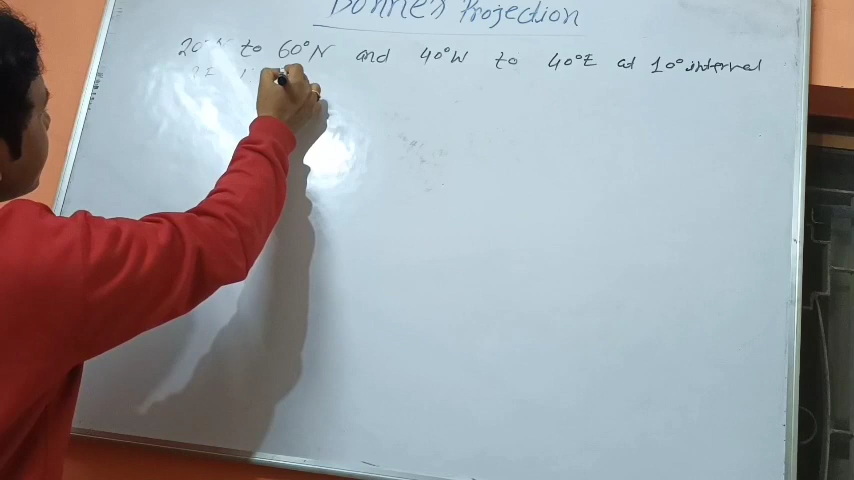 Bonne's Projection
20°N to 60°N and 40°W to 40°E at 10° interval